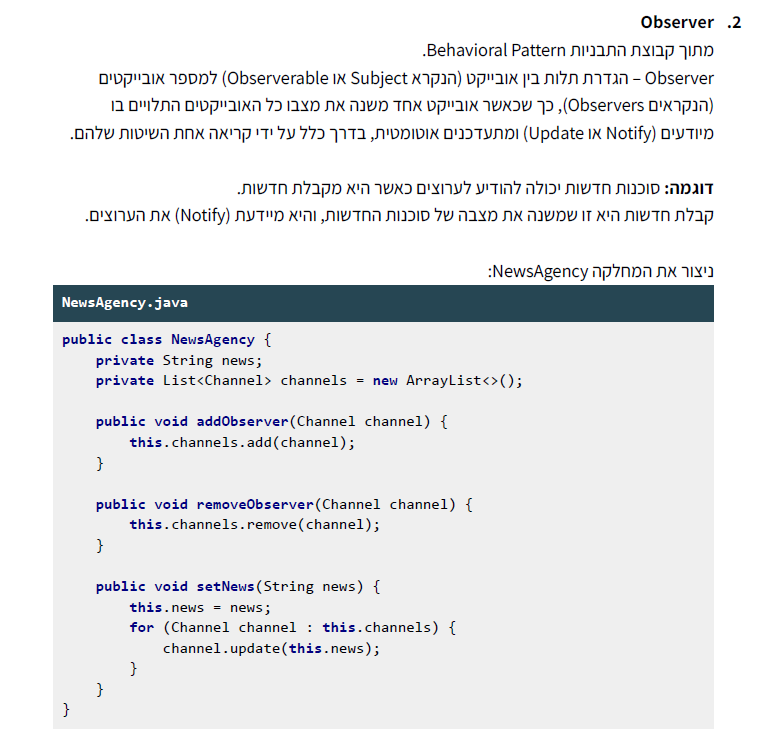 2. Observer
מתוך קבוצת התבניות Behavioral Pattern.
Observer – הגדרת תלות בין אובייקט (הנקרא Subject או Observerable) למספר אובייקטים
(הנקראים Observers), כך שכאשר אובייקט אחד משנה את מצבו כל האובייקטים התלויים בו
מיודעים (Notify או Update) ומתעדכנים אוטומטית, בדרך כלל על ידי קריאה אחת השיטות שלהם.
דוגמה: סוכנות חדשות יכולה להודיע לערוצים כאשר היא מקבלת חדשות.
קבלת חדשות היא זו שמשנה את מצבה של סוכנות החדשות, והיא מיידעת (Notify) את הערוצים.
ניצור את המחלקה NewsAgency:
NewsAgency.java
public class NewsAgency {
    private String news;
    private List<Channel> channels = new ArrayList<>();
    public void addObserver(Channel channel) {
        this.channels.add(channel);
    }
    public void removeObserver(Channel channel) {
        this.channels.remove(channel);
    }
    public void setNews(String news) {
        this.news = news;
        for (Channel channel : this.channels) {
            channel.update(this.news);
        }
    }
}